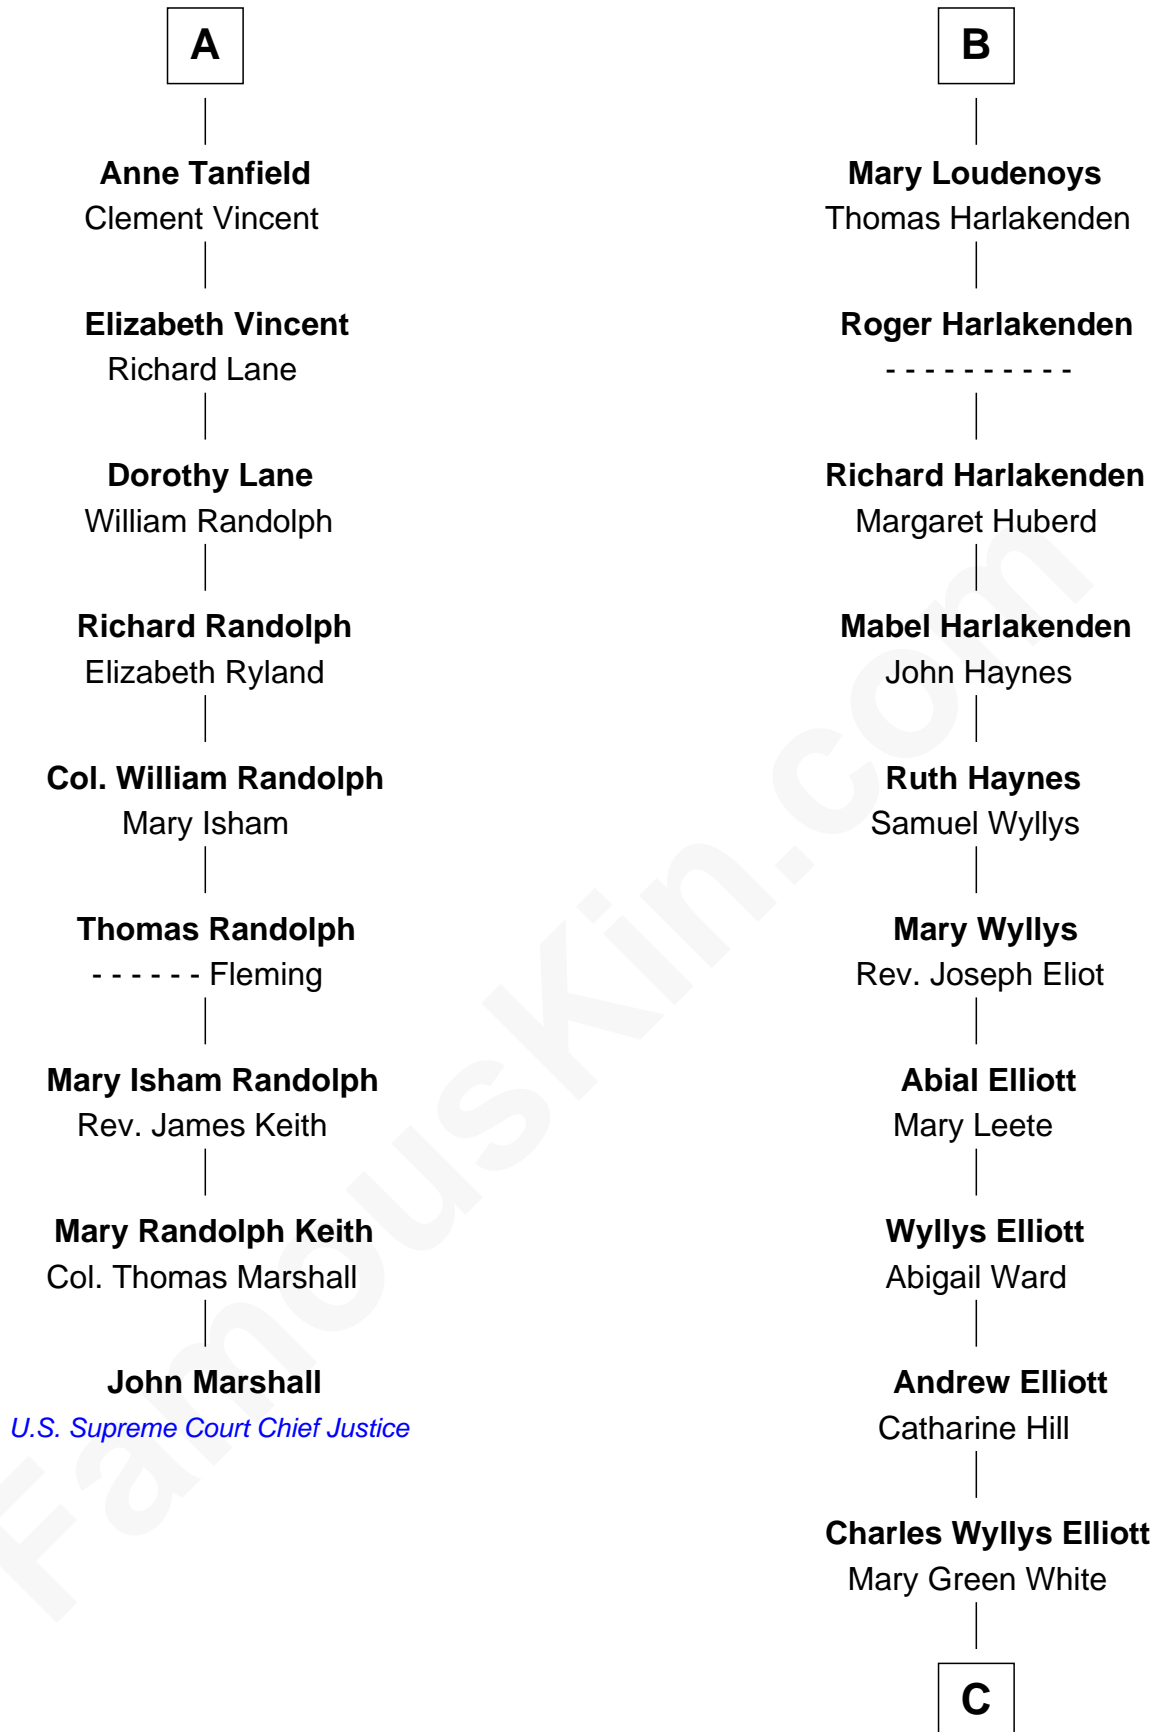 A
Anne Tanfield
Clement Vincent
Elizabeth Vincent
Richard Lane
Dorothy Lane
William Randolph
Richard Randolph
Elizabeth Ryland
Col. William Randolph
Mary Isham
Thomas Randolph
- - - - - - Fleming
Mary Isham Randolph
Rev. James Keith
Mary Randolph Keith
Col. Thomas Marshall
John Marshall
U.S. Supreme Court Chief Justice
B
Mary Loudenoys
Thomas Harlakenden
Roger Harlakenden
- - - - - - - - - -
Richard Harlakenden
Margaret Huberd
Mabel Harlakenden
John Haynes
Ruth Haynes
Samuel Wyllys
Mary Wyllys
Rev. Joseph Eliot
Abial Elliott
Mary Leete
Wyllys Elliott
Abigail Ward
Andrew Elliott
Catharine Hill
Charles Wyllys Elliott
Mary Green White
C
FamousKin.com